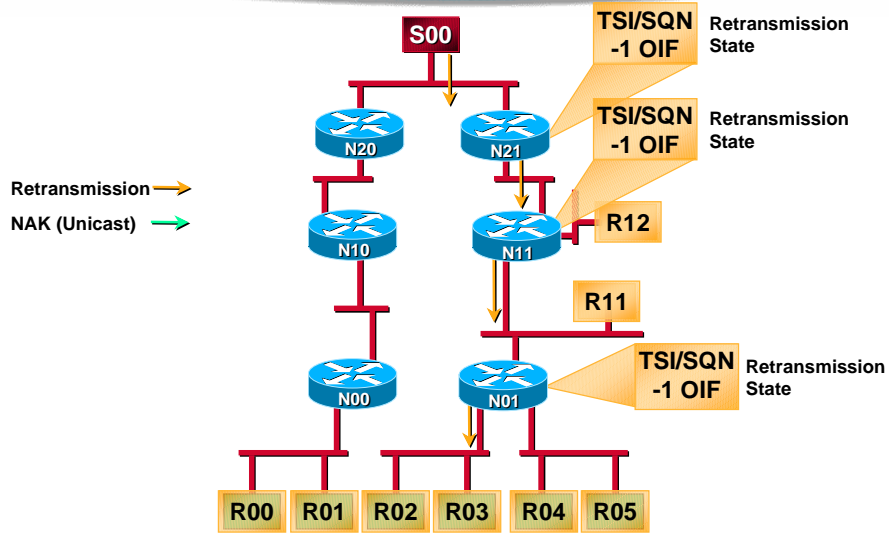 S00
TSI/SQN
-1 OIF
Retransmission
State
N20
N21
TSI/SQN
-1 OIF
Retransmission
State
Retransmission
NAK (Unicast)
N10
N11
R12
R11
N00
N01
TSI/SQN
-1 OIF
Retransmission
State
R00
R01
R02
R03
R04
R05